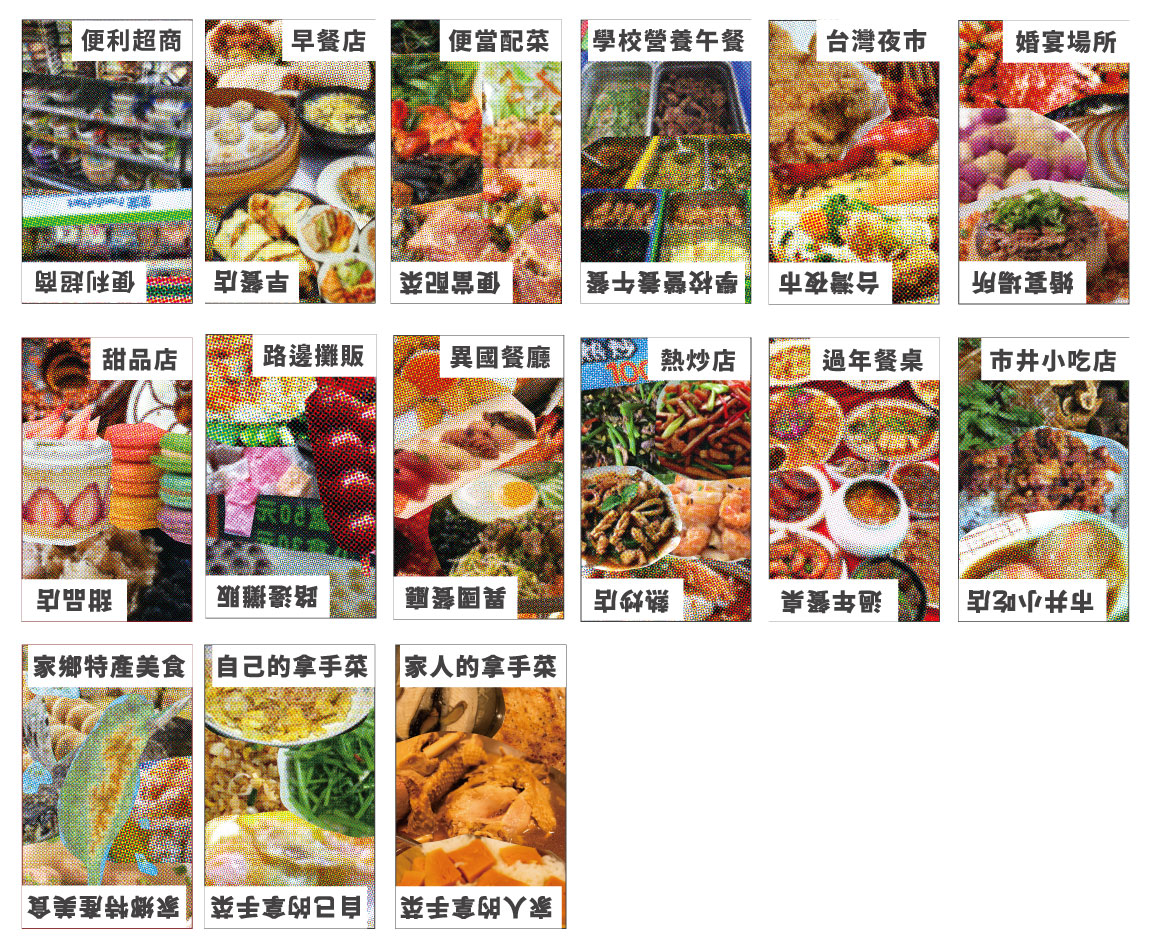 便利超商
早餐店
便當配菜
學校營養午餐
台灣夜市
婚宴場所
FamilyMart
便利超商
早餐店
便當配菜
學校營養午餐
台灣夜市
婚宴場所
甜品店
路邊攤販
異國餐廳
熱炒店
過年餐桌
市井小吃店
甜品店
路邊攤販
異國餐廳
熱炒店
過年餐桌
市井小吃店
家鄉特產美食
自己的拿手菜
家人的拿手菜
家鄉特產美食
自己的拿手菜
家人的拿手菜